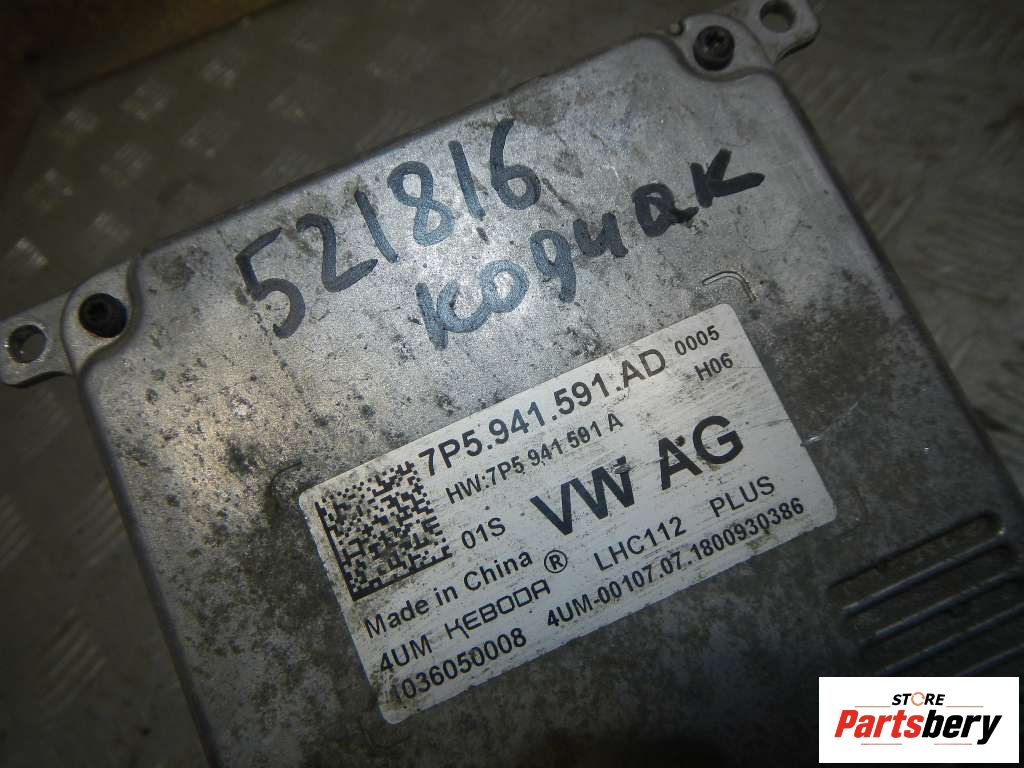 521816
кодиак
7P5.941.591.AD 0005
HW:7P5 941 591 A H06
01S VW AG
Made in China LHC112 PLUS
4UM KEBODA®
1036050008 4UM-00107.07.1800930386
STORE
Partsbery